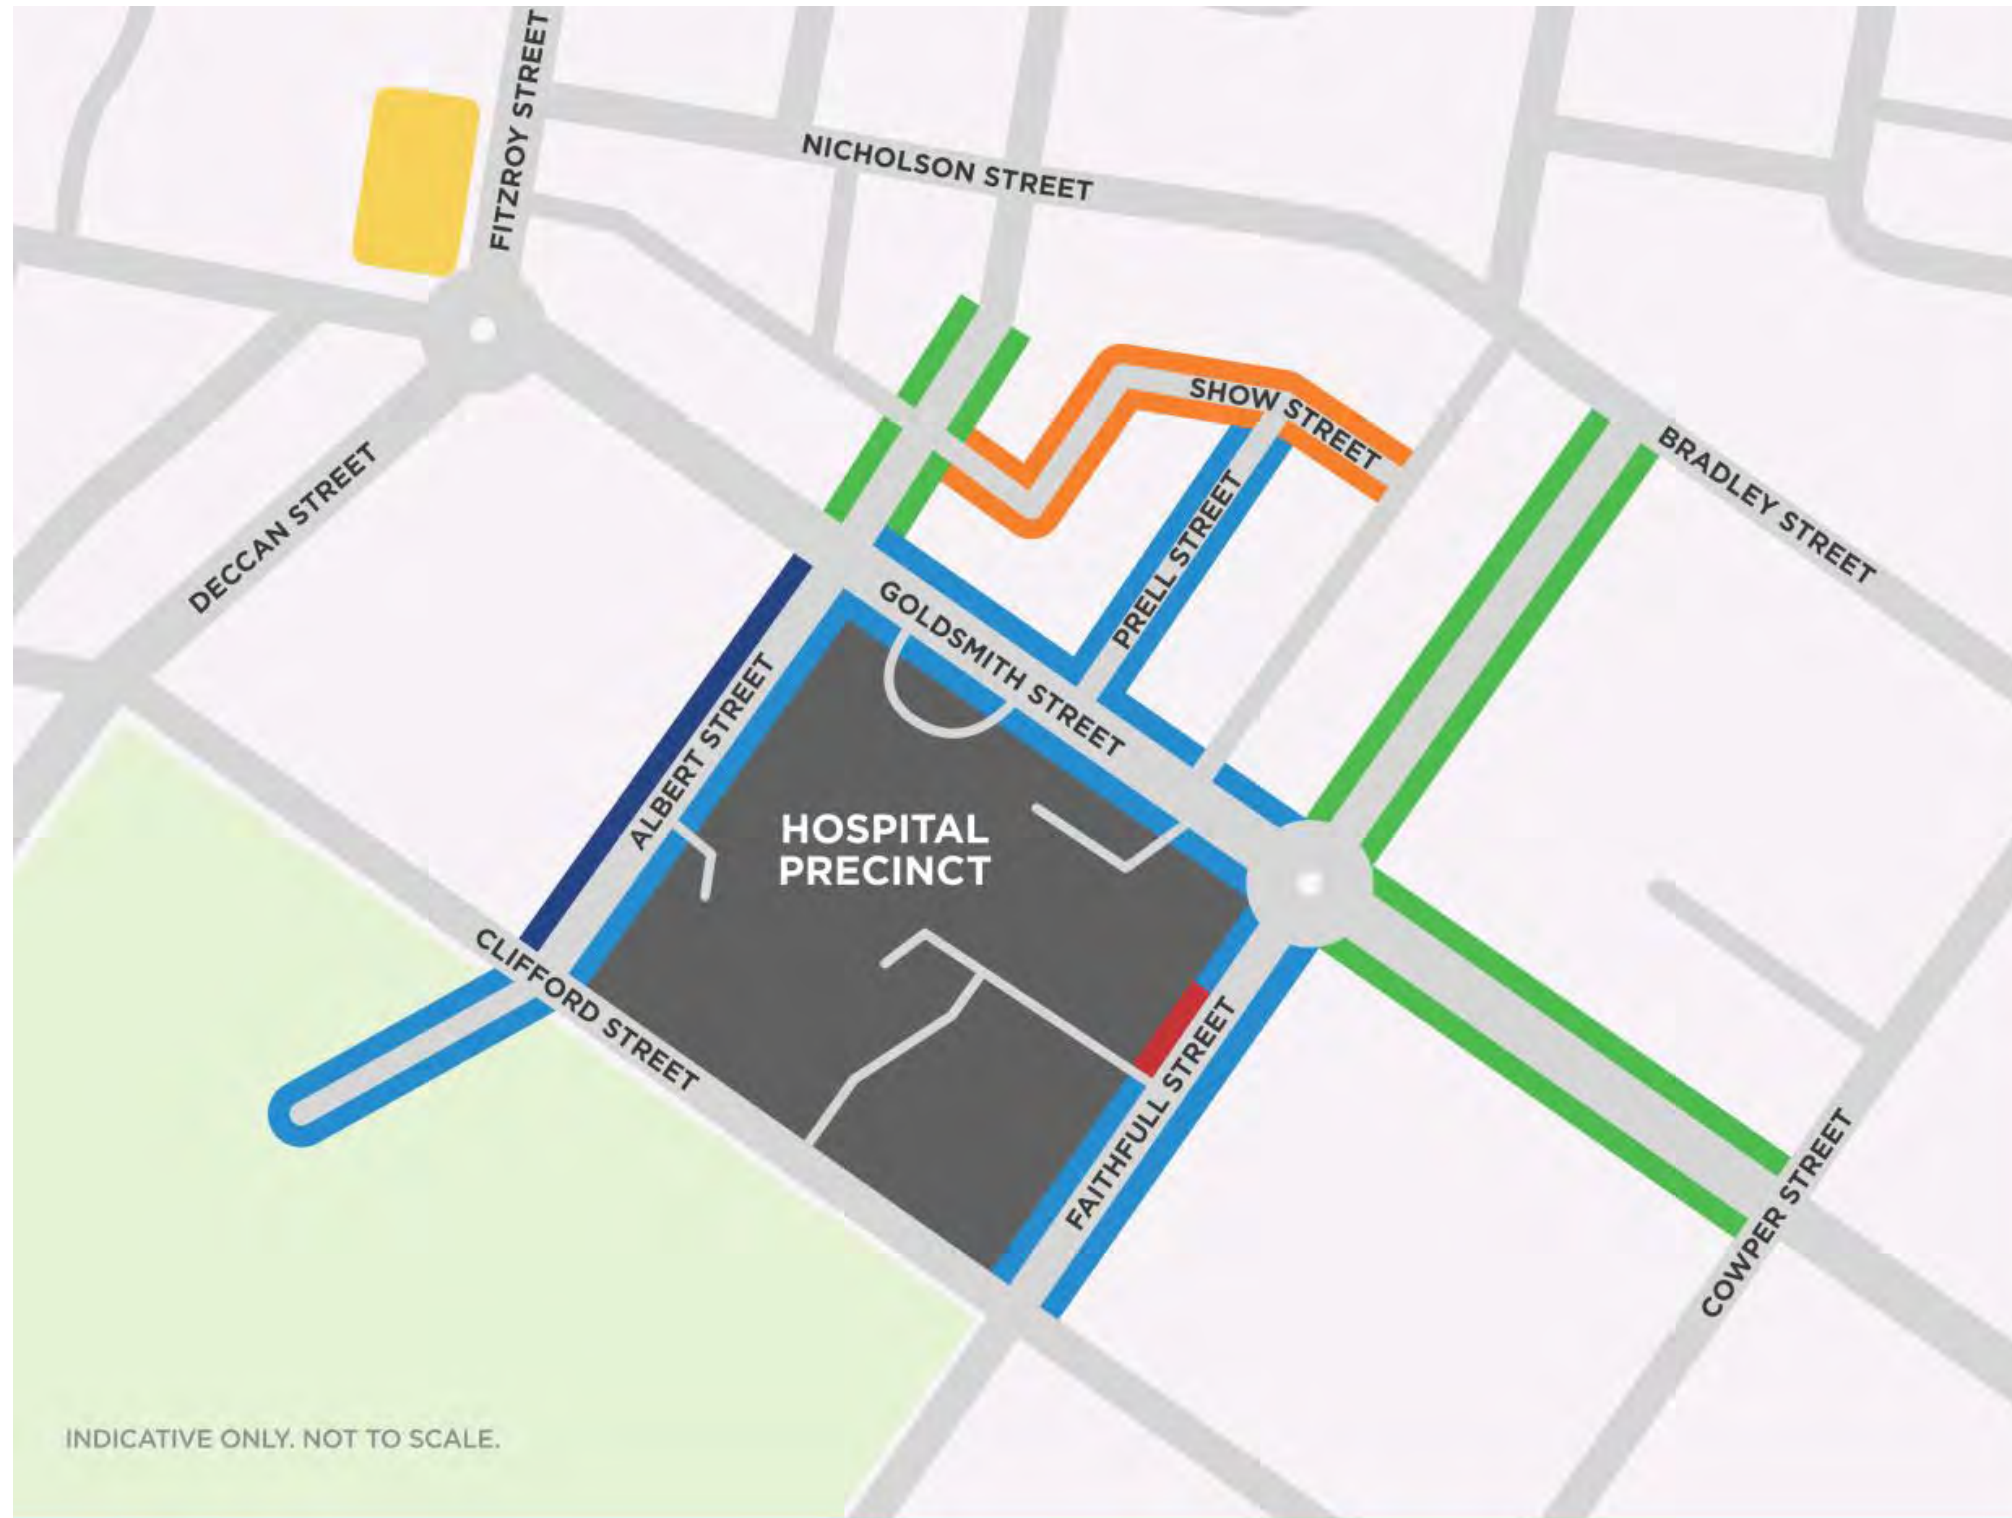 FITZROY STREET
NICHOLSON STREET
SHOW STREET
BRADLEY STREET
DECCAN STREET
PRELL STREET
GOLDSMITH STREET
ALBERT STREET
HOSPITAL
PRECINCT
CLIFFORD STREET
FAITHFULL STREET
COWPER STREET
INDICATIVE ONLY. NOT TO SCALE.